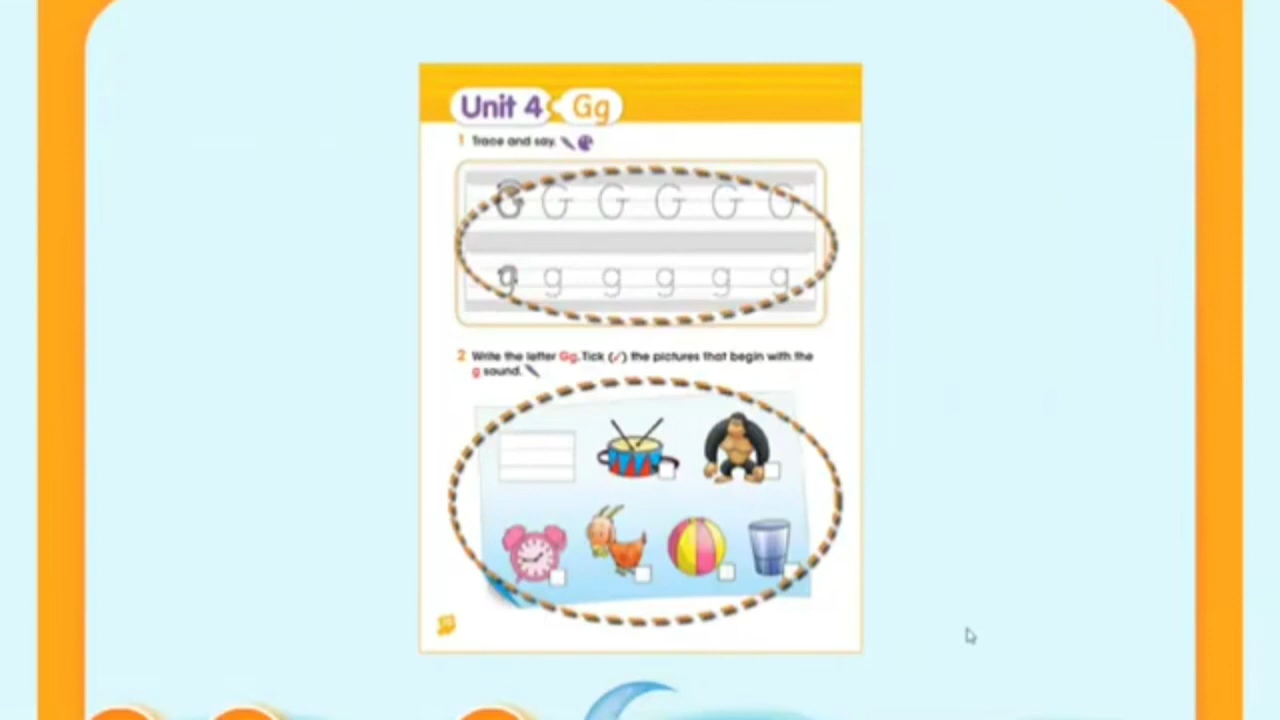 Unit 4 Gg
1 Trace and say.
G G G G G G
g g g g g g
2 Write the letter Gg. Tick (✓) the pictures that begin with the
g sound.